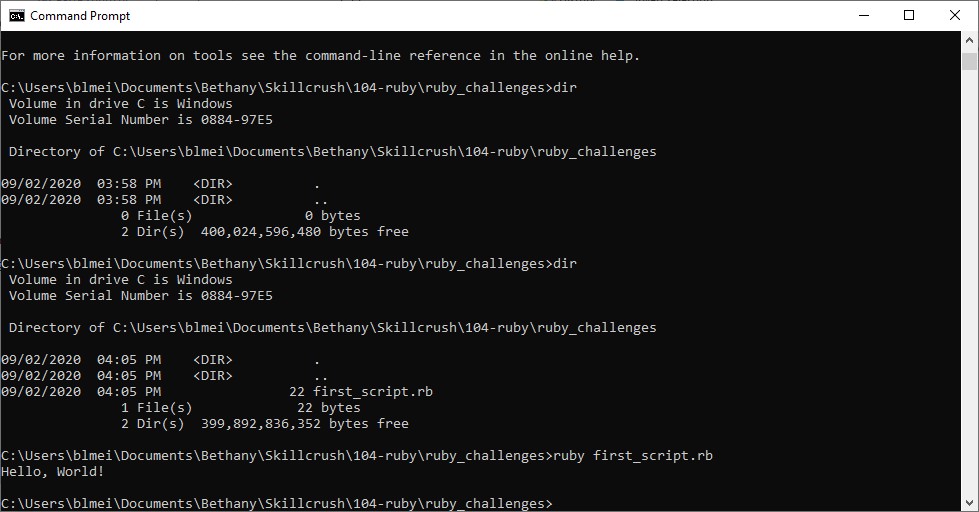 Command Prompt
For more information on tools see the command-line reference in the online help.
C:\Users\blmei\Documents\Bethany\Skillcrush\104-ruby\ruby_challenges>dir
 Volume in drive C is Windows
 Volume Serial Number is 0884-97E5
 Directory of C:\Users\blmei\Documents\Bethany\Skillcrush\104-ruby\ruby_challenges
09/02/2020  03:58 PM    <DIR>          .
09/02/2020  03:58 PM    <DIR>          ..
               0 File(s)              0 bytes
               2 Dir(s)  400,024,596,480 bytes free
C:\Users\blmei\Documents\Bethany\Skillcrush\104-ruby\ruby_challenges>dir
 Volume in drive C is Windows
 Volume Serial Number is 0884-97E5
 Directory of C:\Users\blmei\Documents\Bethany\Skillcrush\104-ruby\ruby_challenges
09/02/2020  04:05 PM    <DIR>          .
09/02/2020  04:05 PM    <DIR>          ..
09/02/2020  04:05 PM                22 first_script.rb
               1 File(s)             22 bytes
               2 Dir(s)  399,892,836,352 bytes free
C:\Users\blmei\Documents\Bethany\Skillcrush\104-ruby\ruby_challenges>ruby first_script.rb
Hello, World!
C:\Users\blmei\Documents\Bethany\Skillcrush\104-ruby\ruby_challenges>